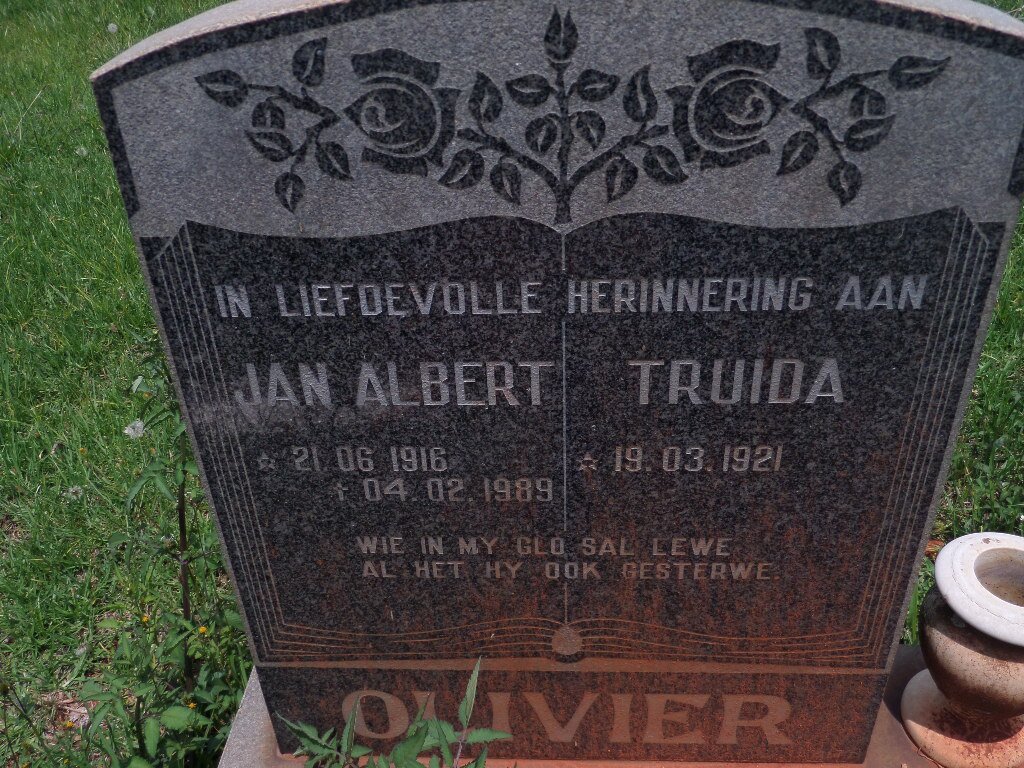 IN LIEFDEVOLLE HERINNERING AAN
JAN ALBERT TRUIDA
☆ 21.06 1916 ☆ 19.03.1921
† 04.02.1989
WIE IN MY GLO SAL LEWE
AL HET HY OOK GESTERWE.
OLIVIER